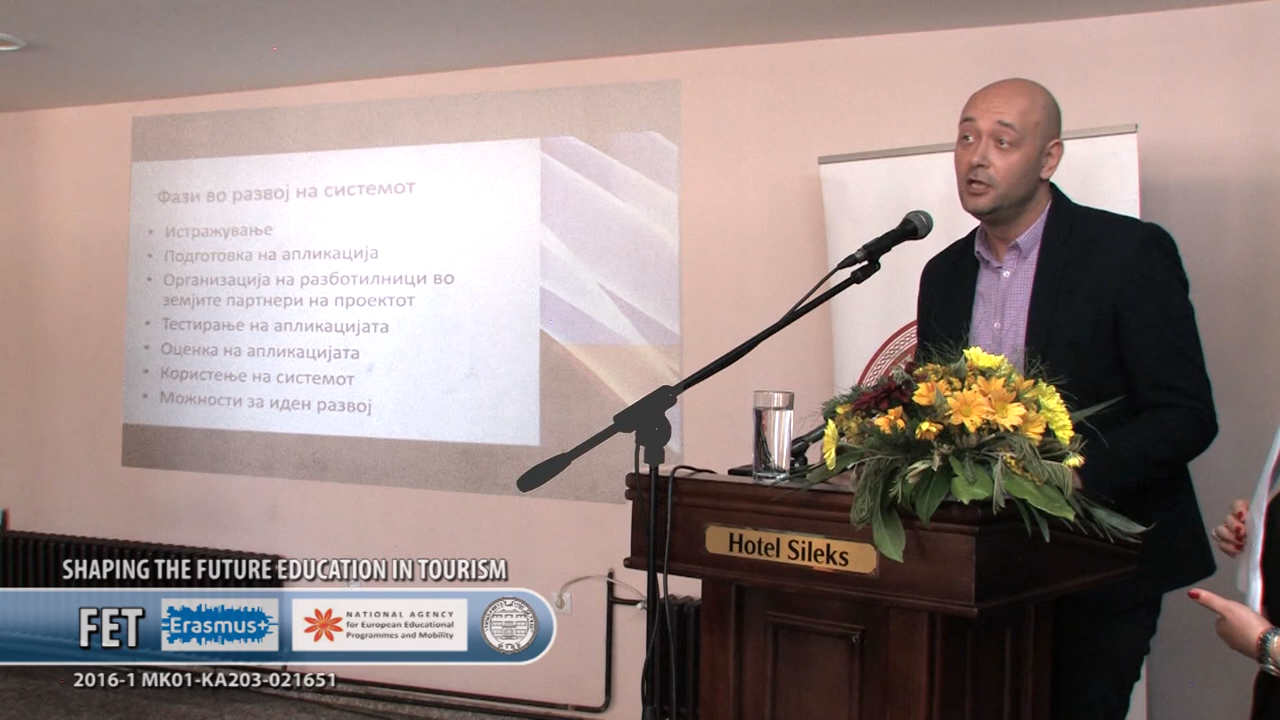 Фази во развој на системот
• Истражување
• Подготовка на апликација
• Организација на разботилници во
земјите партнери на проектот
• Тестирање на апликацијата
• Оценка на апликацијата
• Користење на системот
• Можности за иден развој
Hotel Sileks
SHAPING THE FUTURE EDUCATION IN TOURISM
FET
Erasmus+
NATIONAL AGENCY
for European Educational
Programmes and Mobility
2016-1 MK01-KA203-021651